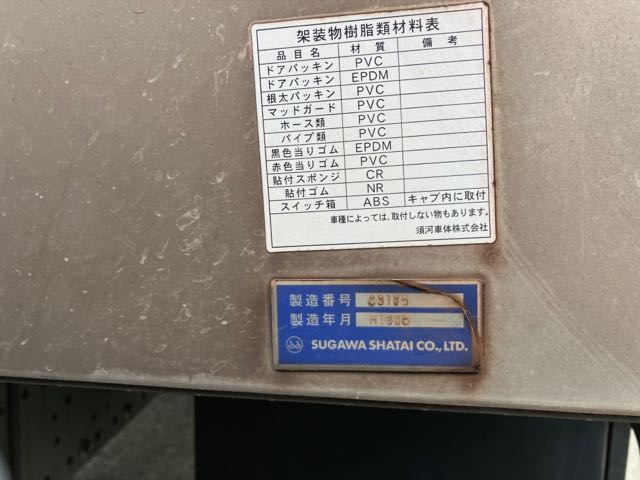 架装物樹脂類材料表
品目名 材質 備考
ドアパッキン PVC
ドアパッキン EPDM
根太パッキン PVC
マッドガード PVC
ホース類 PVC
パイプ類 PVC
黒色当りゴム EPDM
赤色当りゴム PVC
貼付スポンジ CR
貼付ゴム NR
スイッチ箱 ABS キャブ内に取付
車種によっては、取付しない物もあります。
須河車体株式会社
製造番号
製造年月
SUGAWA SHATAI CO.,LTD.